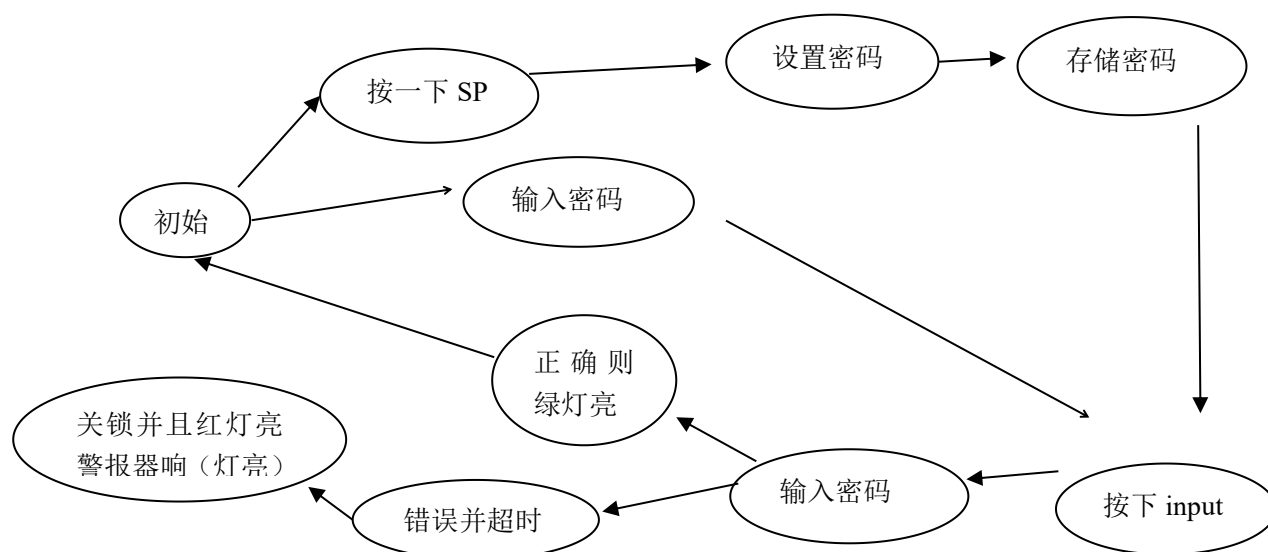 设置密码
存储密码
按一下 SP
输入密码
初始
正确则
绿灯亮
关锁并且红灯亮
警报器响（灯亮）
输入密码
按下 input
错误并超时